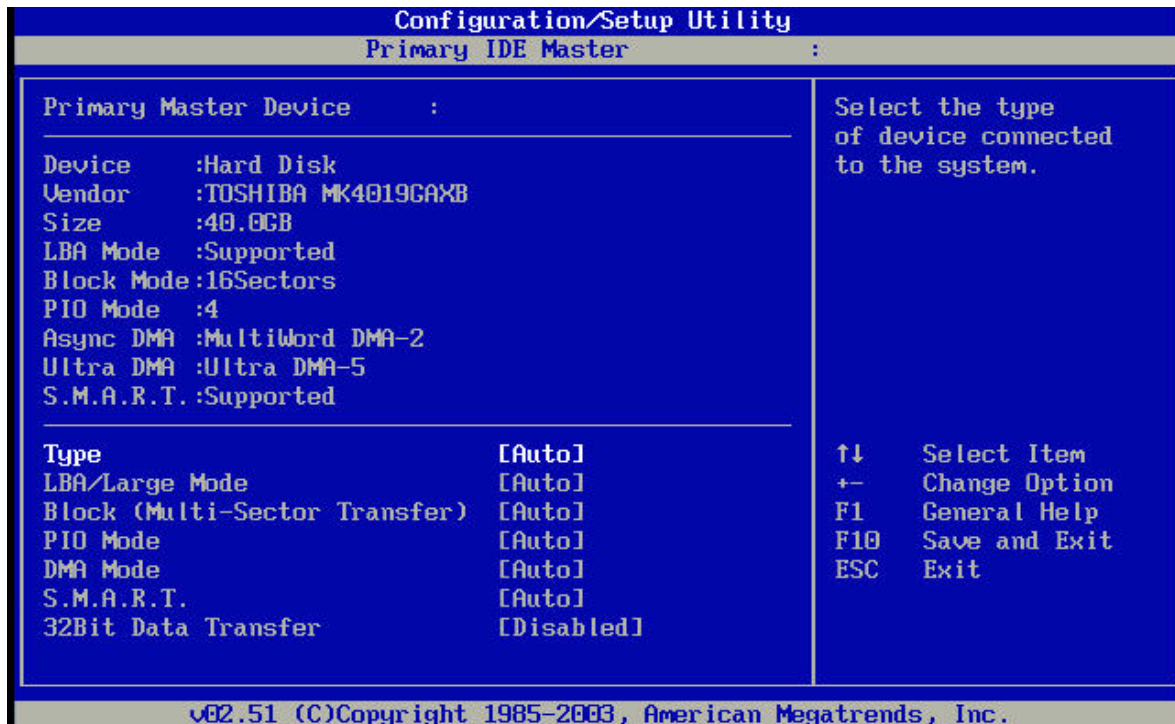 Configuration/Setup Utility
Primary IDE Master :
Primary Master Device :
Device :Hard Disk
Vendor :TOSHIBA MK4019GAXB
Size :40.0GB
LBA Mode :Supported
Block Mode:16Sectors
PIO Mode :4
Async DMA :MultiWord DMA-2
Ultra DMA :Ultra DMA-5
S.M.A.R.T.:Supported
Type [Auto]
LBA/Large Mode [Auto]
Block (Multi-Sector Transfer) [Auto]
PIO Mode [Auto]
DMA Mode [Auto]
S.M.A.R.T. [Auto]
32Bit Data Transfer [Disabled]
Select the type
of device connected
to the system.
↑↓ Select Item
+- Change Option
F1 General Help
F10 Save and Exit
ESC Exit
v02.51 (C)Copyright 1985-2003, American Megatrends, Inc.